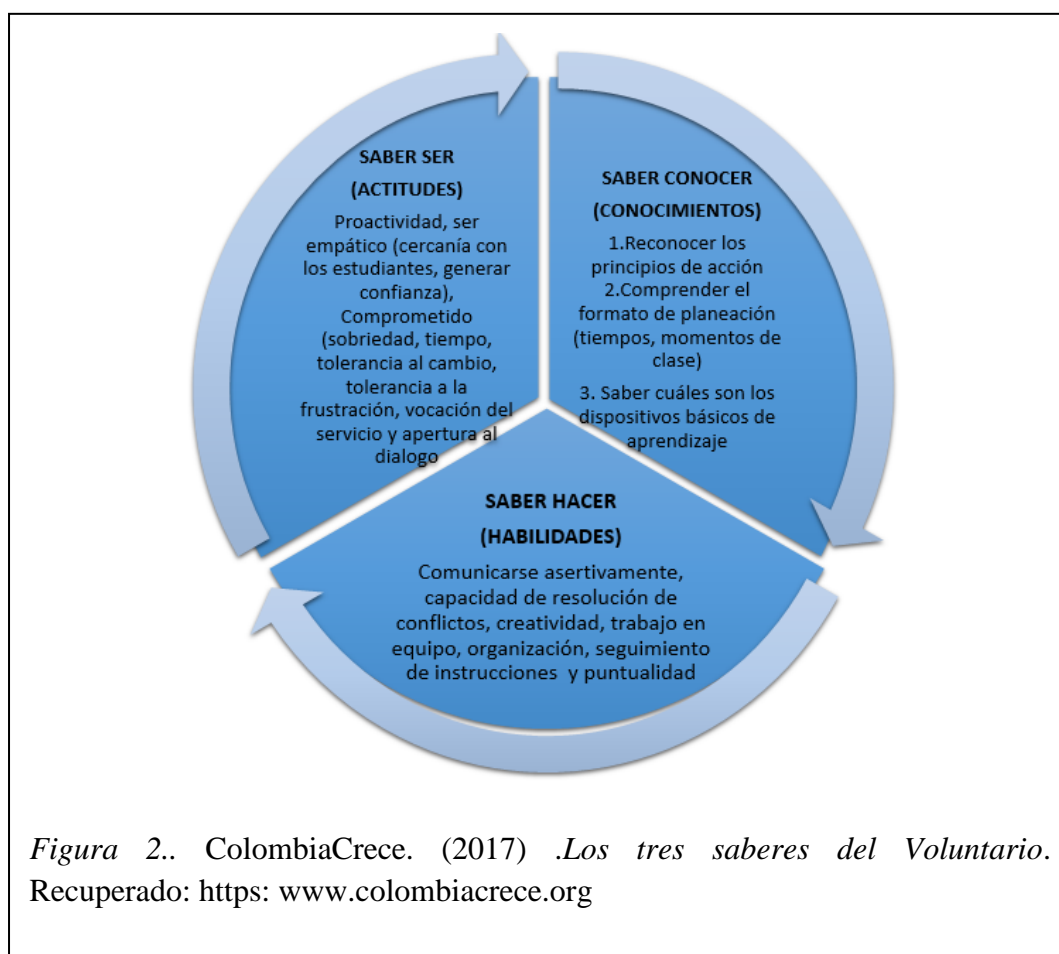 SABER SER
(ACTITUDES)
Proactividad, ser
empático (cercanía con
los estudiantes, generar
confianza),
Comprometido
(sobriedad, tiempo,
tolerancia al cambio,
tolerancia a la
frustración, vocación del
servicio y apertura al
dialogo
SABER CONOCER
(CONOCIMIENTOS)
1.Reconocer los
principios de acción
2.Comprender el
formato de planeación
(tiempos, momentos de
clase)
3. Saber cuáles son los
dispositivos básicos de
aprendizaje
SABER HACER
(HABILIDADES)
Comunicarse asertivamente,
capacidad de resolución de
conflictos, creatividad, trabajo en
equipo, organización, seguimiento
de instrucciones y puntualidad
Figura 2.. ColombiaCrece. (2017) .Los tres saberes del Voluntario.
Recuperado: https: www.colombiacrece.org